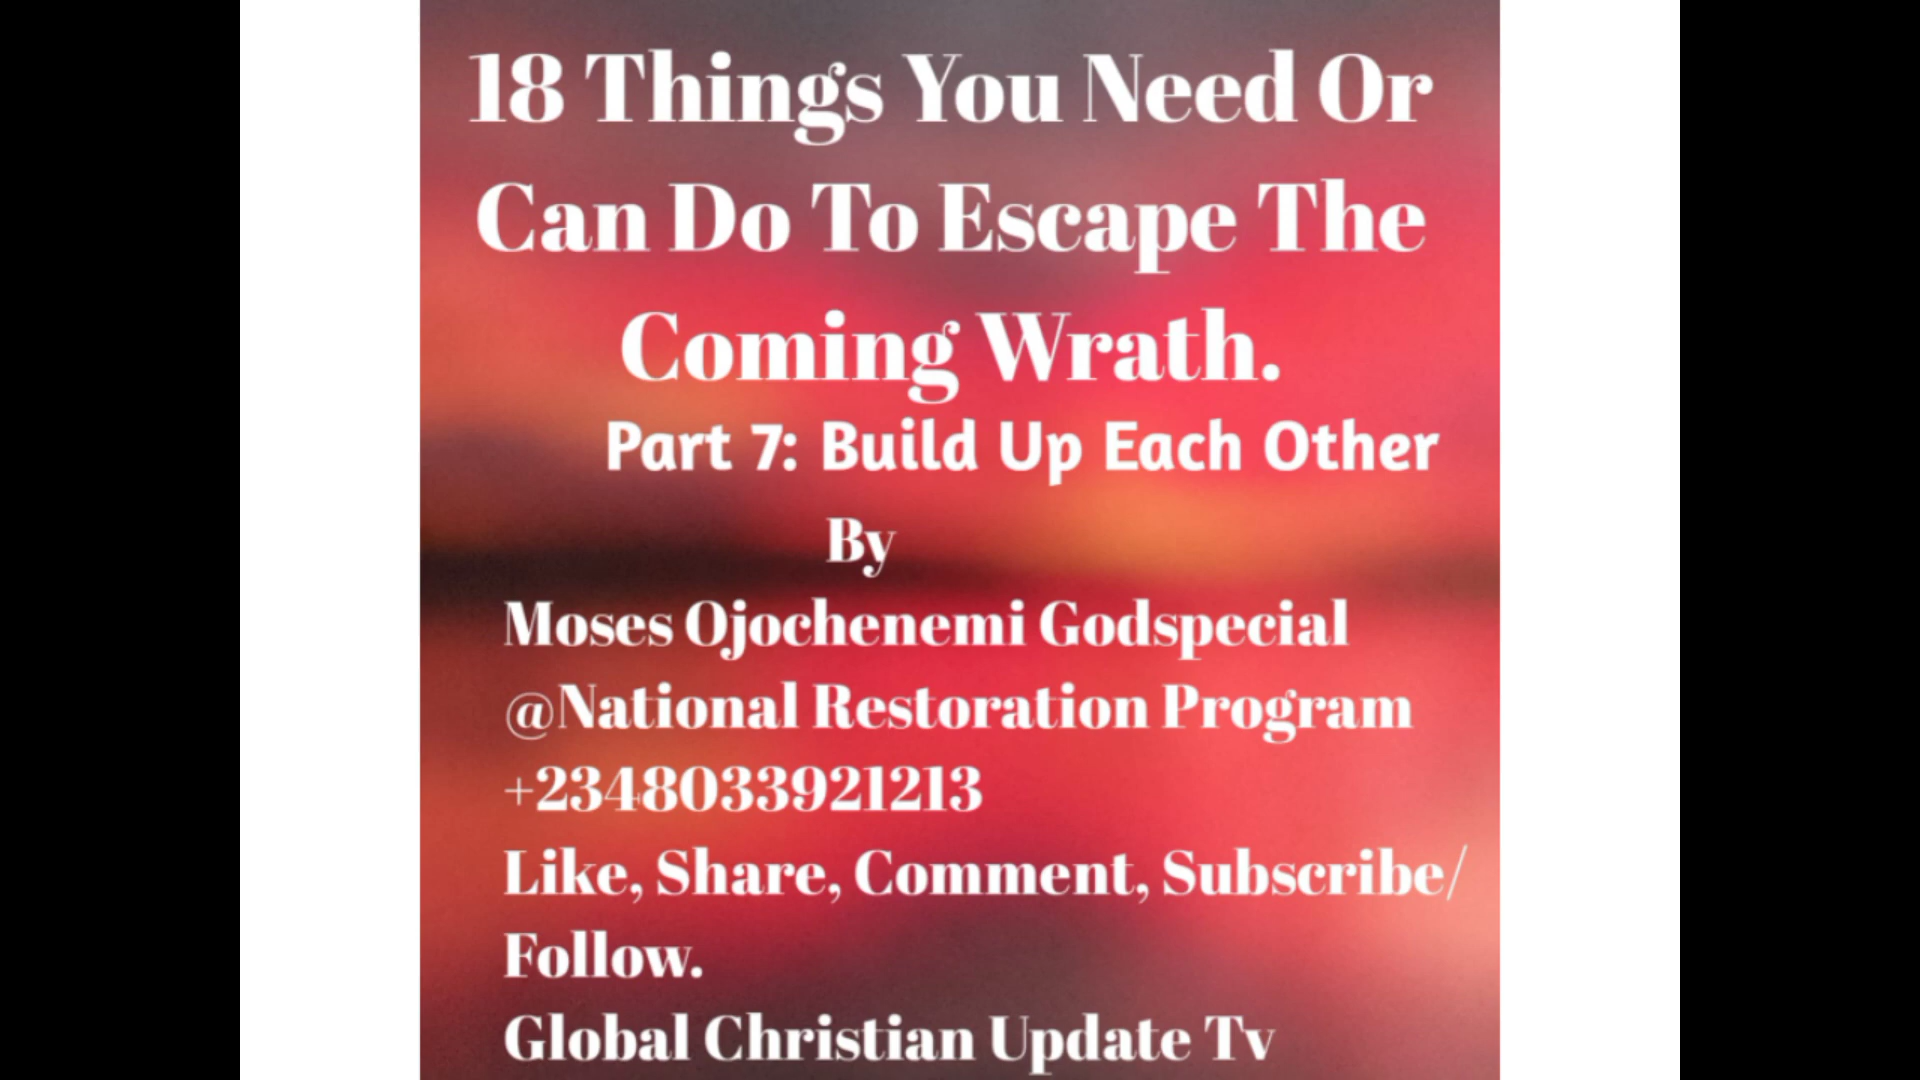 18 Things You Need Or
Can Do To Escape The
Coming Wrath.
Part 7: Build Up Each Other
By
Moses Ojochenemi Godspecial
@National Restoration Program
+2348033921213
Like, Share, Comment, Subscribe/
Follow.
Global Christian Update Tv